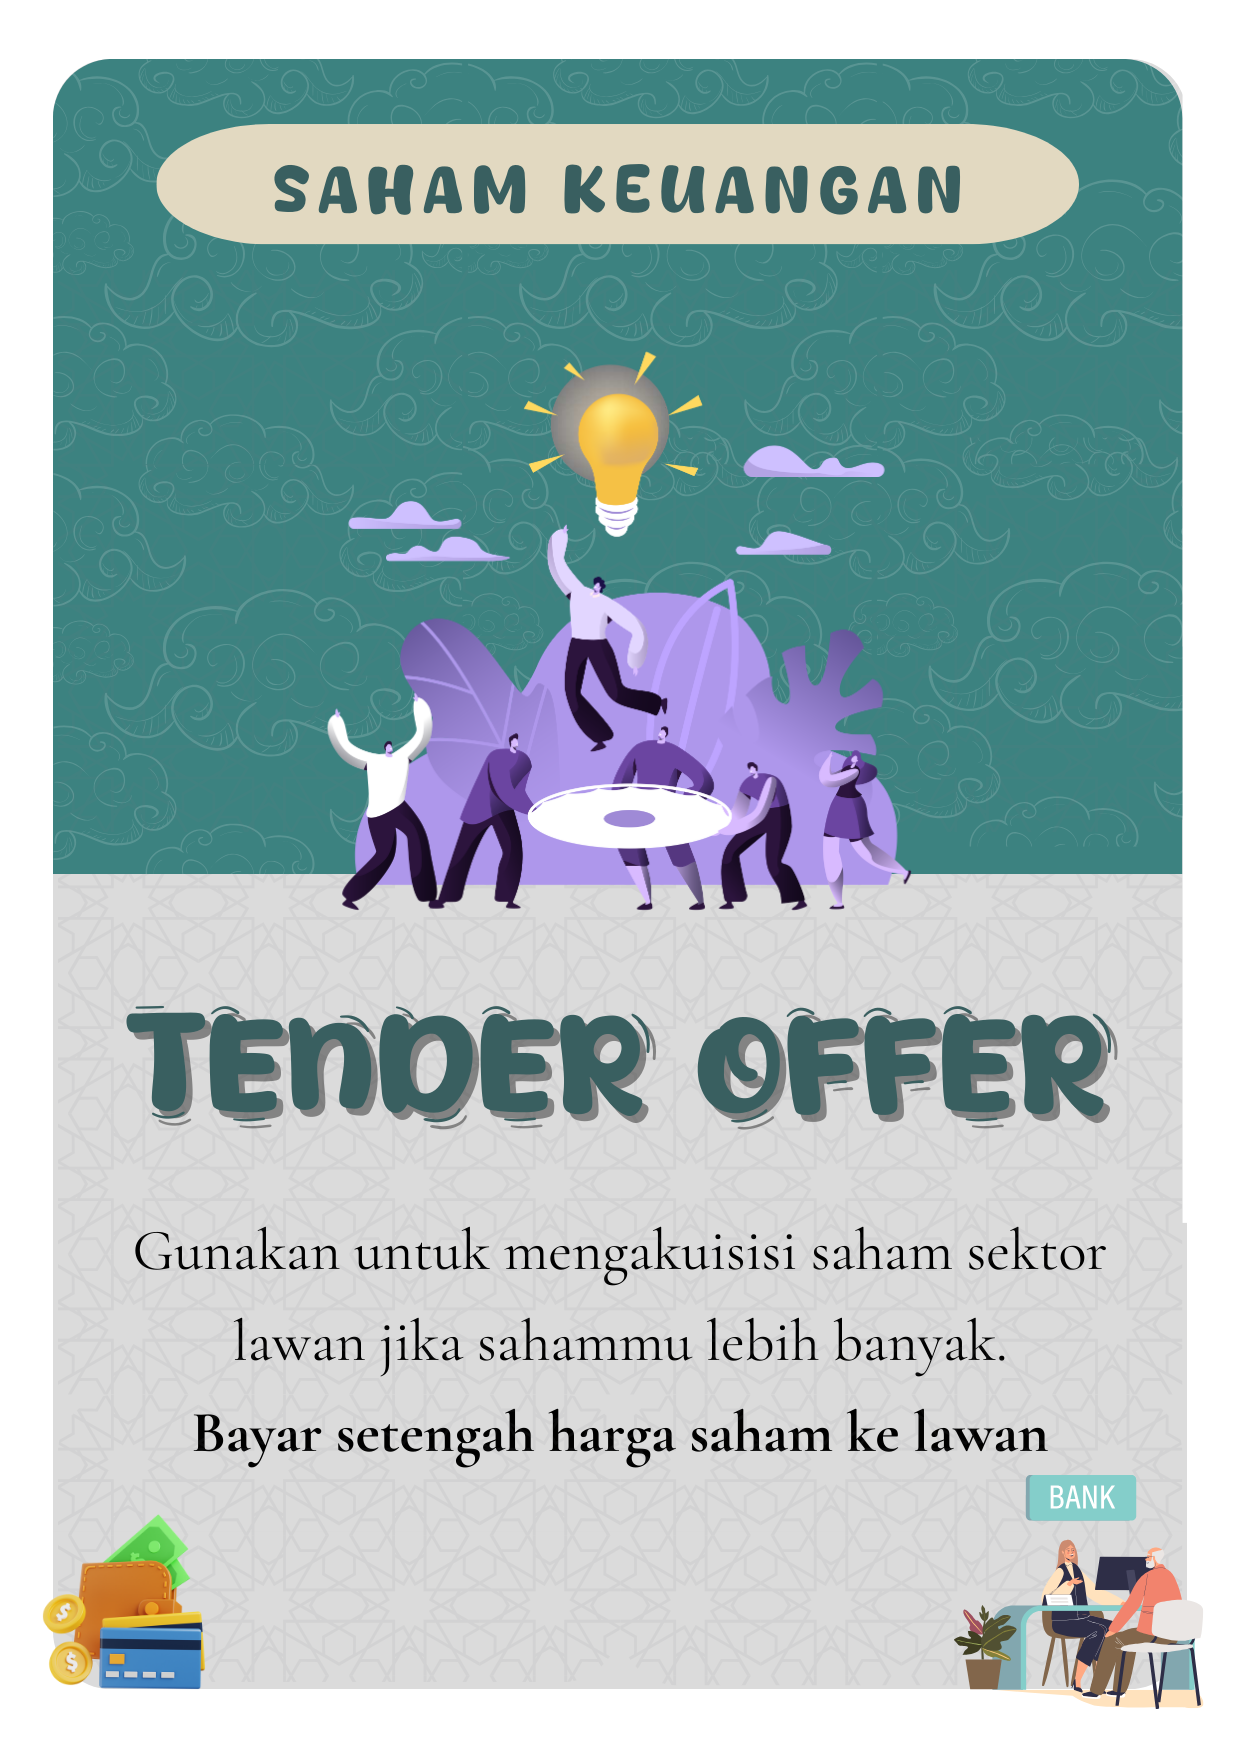 SAHAM KEUANGAN
TENDER OFFER
Gunakan untuk mengakuisisi saham sektor
lawan jika sahammu lebih banyak.
Bayar setengah harga saham ke lawan
BANK